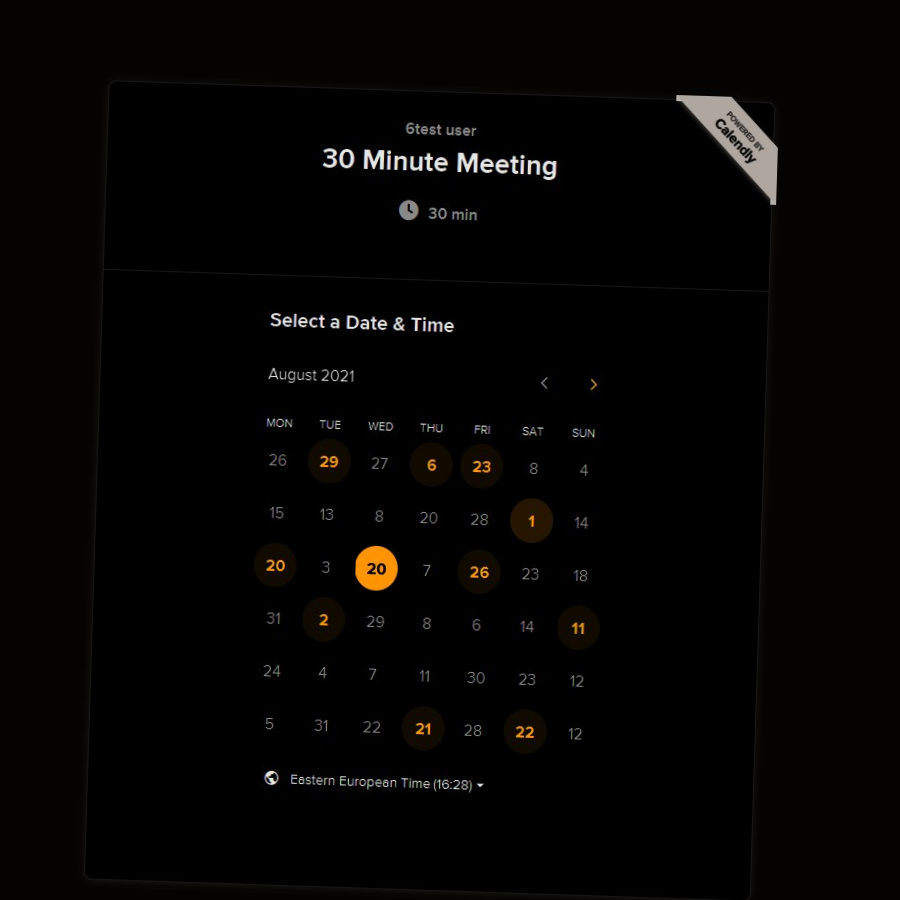 POWERED BY
Calendly
6test user
30 Minute Meeting
30 min
Select a Date & Time
August 2021
MON TUE WED THU FRI SAT SUN
26 29 27 6 23 8 4
15 13 8 20 28 1 14
20 3 20 7 26 23 18
31 2 29 8 6 14 11
24 4 7 11 30 23 12
5 31 22 21 28 22 12
Eastern European Time (16:28)